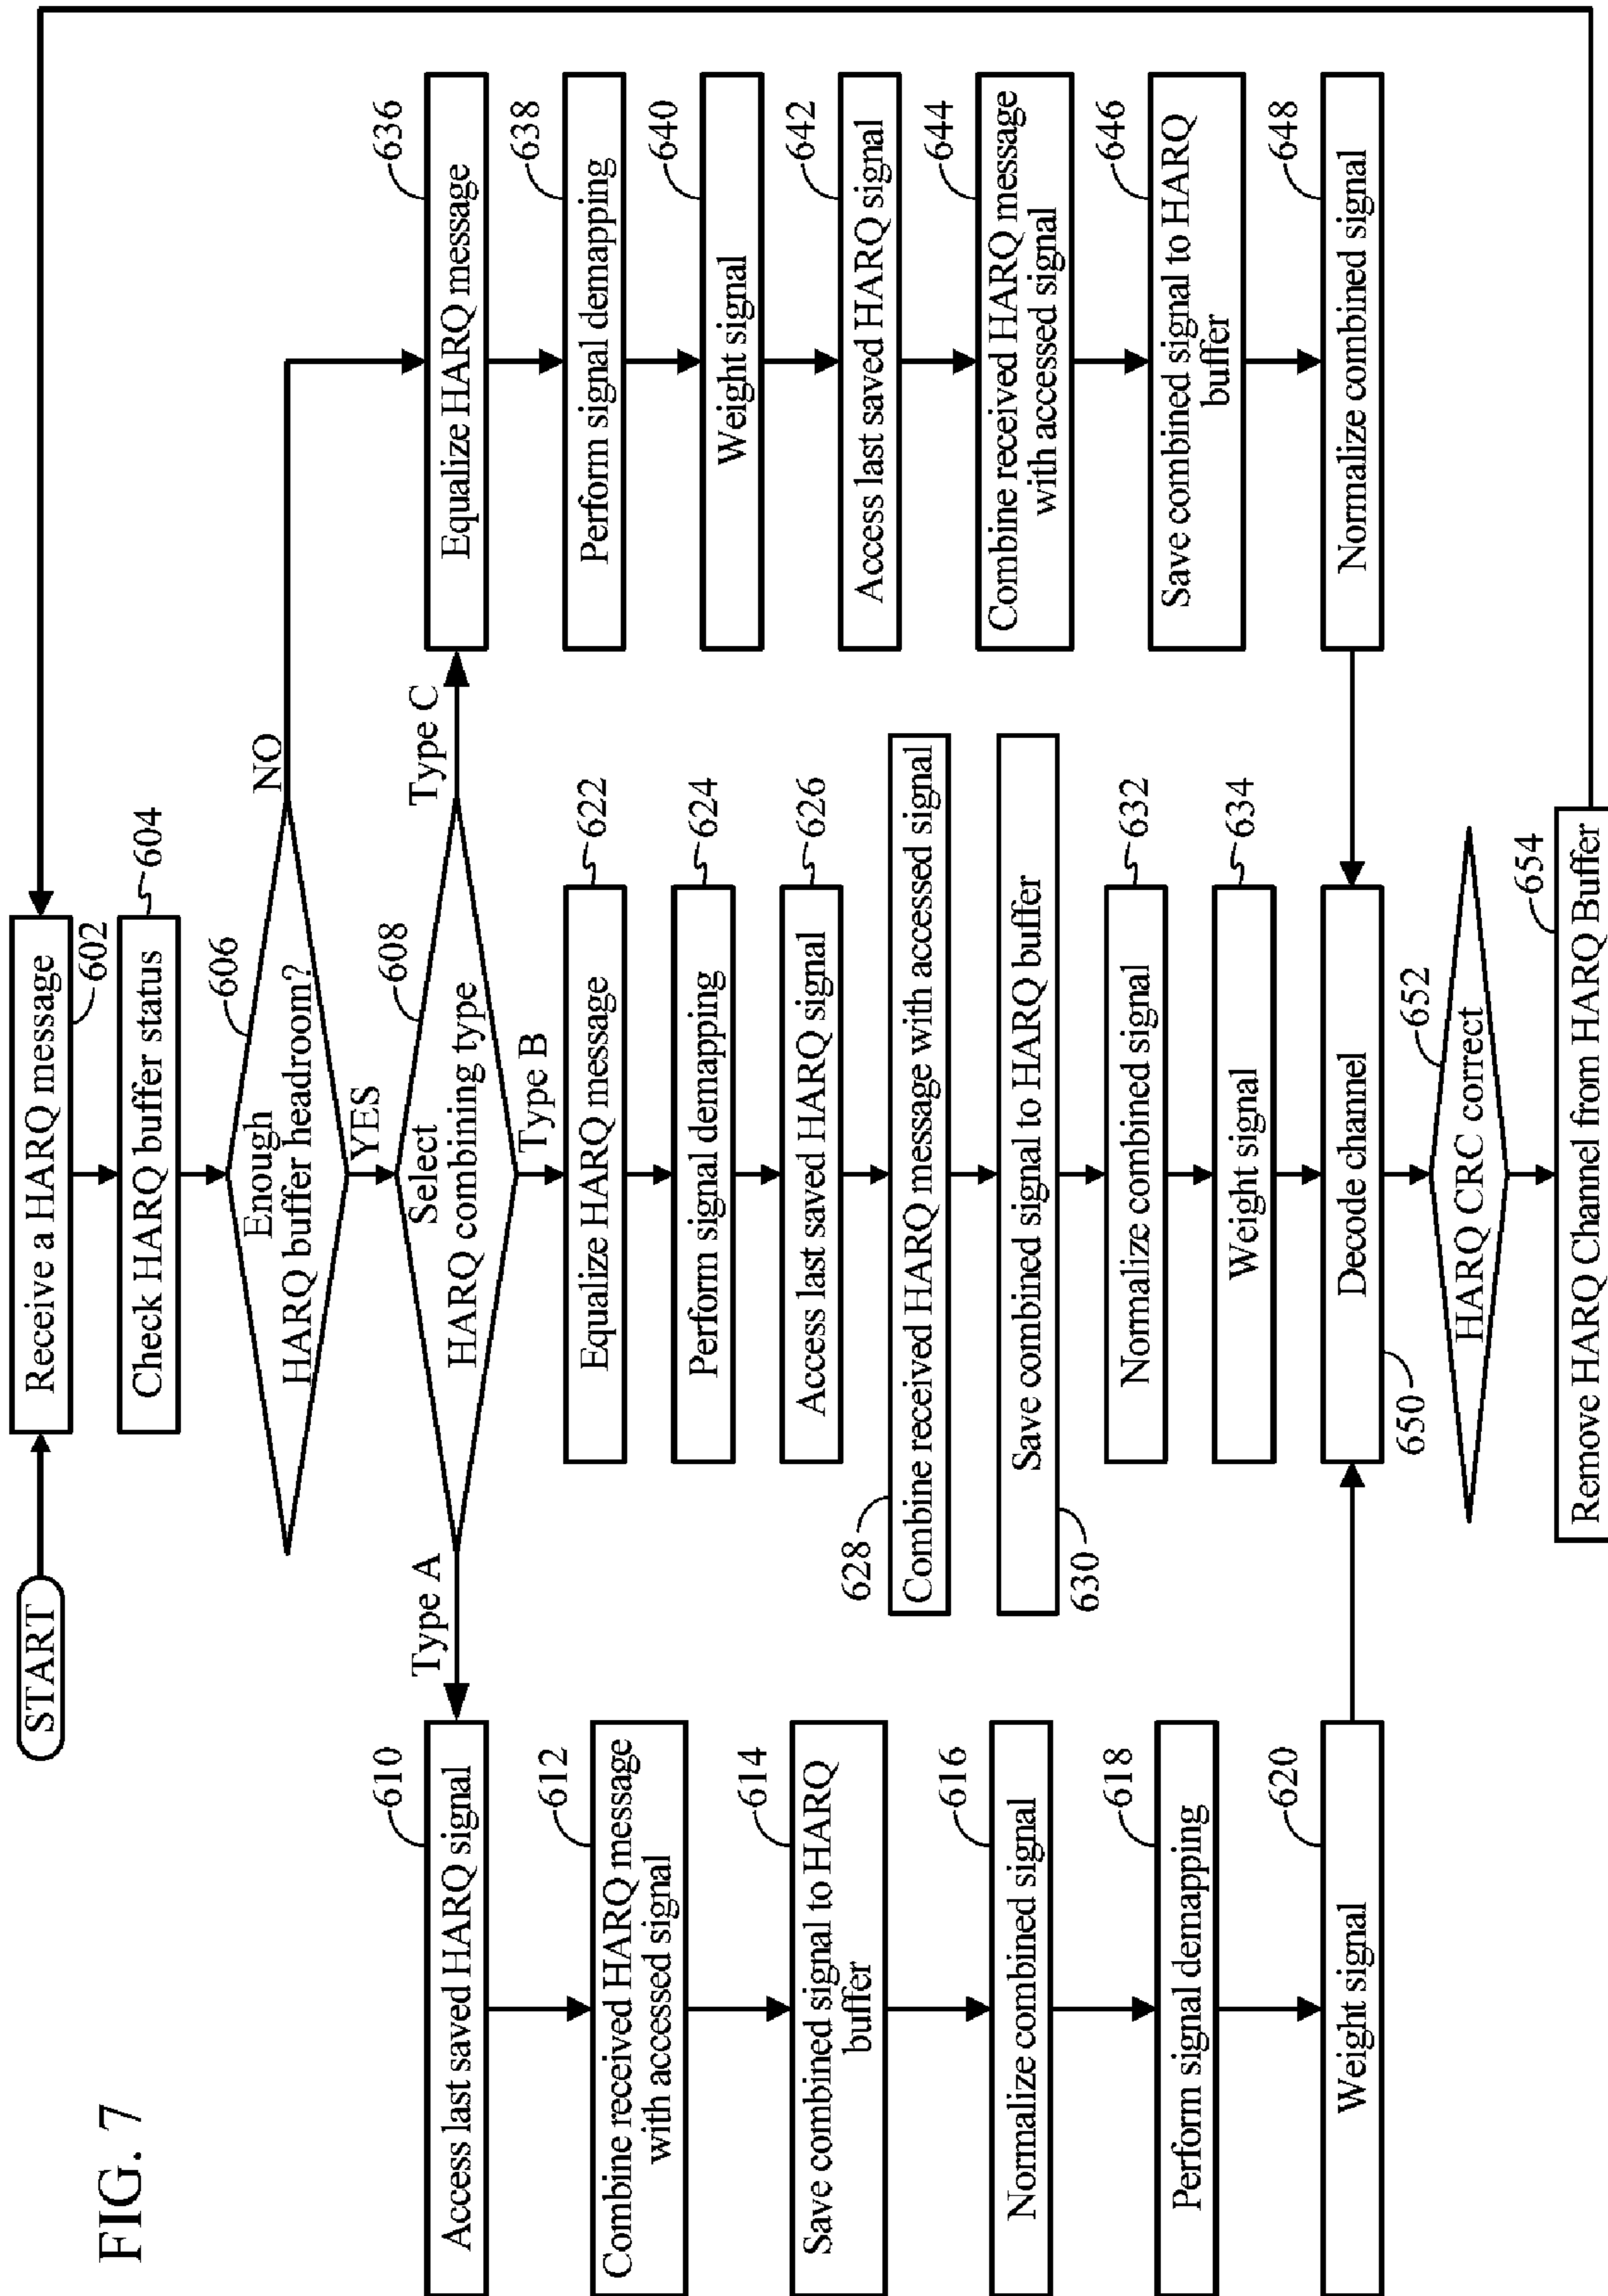 FIG. 7
START
Receive a HARQ message
602
Check HARQ buffer status
604
Enough
HARQ buffer headroom?
606
NO
YES
Select
HARQ combining type
608
Type A
Type B
Type C
Access last saved HARQ signal
610
Combine received HARQ message
with accessed signal
612
Save combined signal to HARQ
buffer
614
Normalize combined signal
616
Perform signal demapping
618
Weight signal
620
Equalize HARQ message
622
Perform signal demapping
624
Access last saved HARQ signal
626
Combine received HARQ message with accessed signal
628
Save combined signal to HARQ buffer
630
Normalize combined signal
632
Weight signal
634
Equalize HARQ message
636
Perform signal demapping
638
Weight signal
640
Access last saved HARQ signal
642
Combine received HARQ message
with accessed signal
644
Save combined signal to HARQ
buffer
646
Normalize combined signal
648
Decode channel
650
HARQ CRC correct
652
Remove HARQ Channel from HARQ Buffer
654